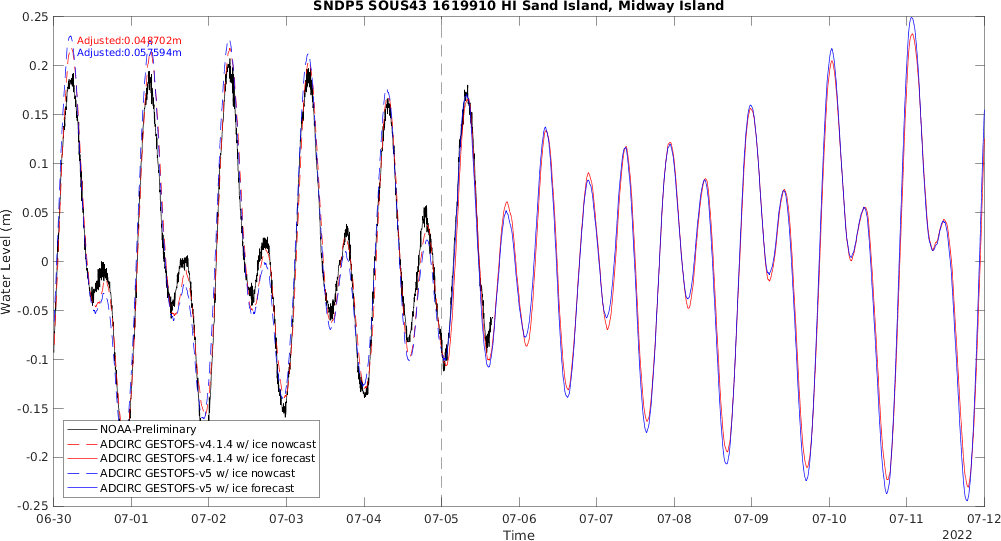 SNDP5 SOUS43 1619910 HI Sand Island, Midway Island
Adjusted:0.048702m
Adjusted:0.057594m
0.25
0.2
0.15
0.1
0.05
0
-0.05
-0.1
-0.15
-0.2
-0.25
Water Level (m)
NOAA-Preliminary
ADCIRC GESTOFS-v4.1.4 w/ ice nowcast
ADCIRC GESTOFS-v4.1.4 w/ ice forecast
ADCIRC GESTOFS-v5 w/ ice nowcast
ADCIRC GESTOFS-v5 w/ ice forecast
06-30 07-01 07-02 07-03 07-04 07-05 07-06 07-07 07-08 07-09 07-10 07-11 07-12
Time
2022